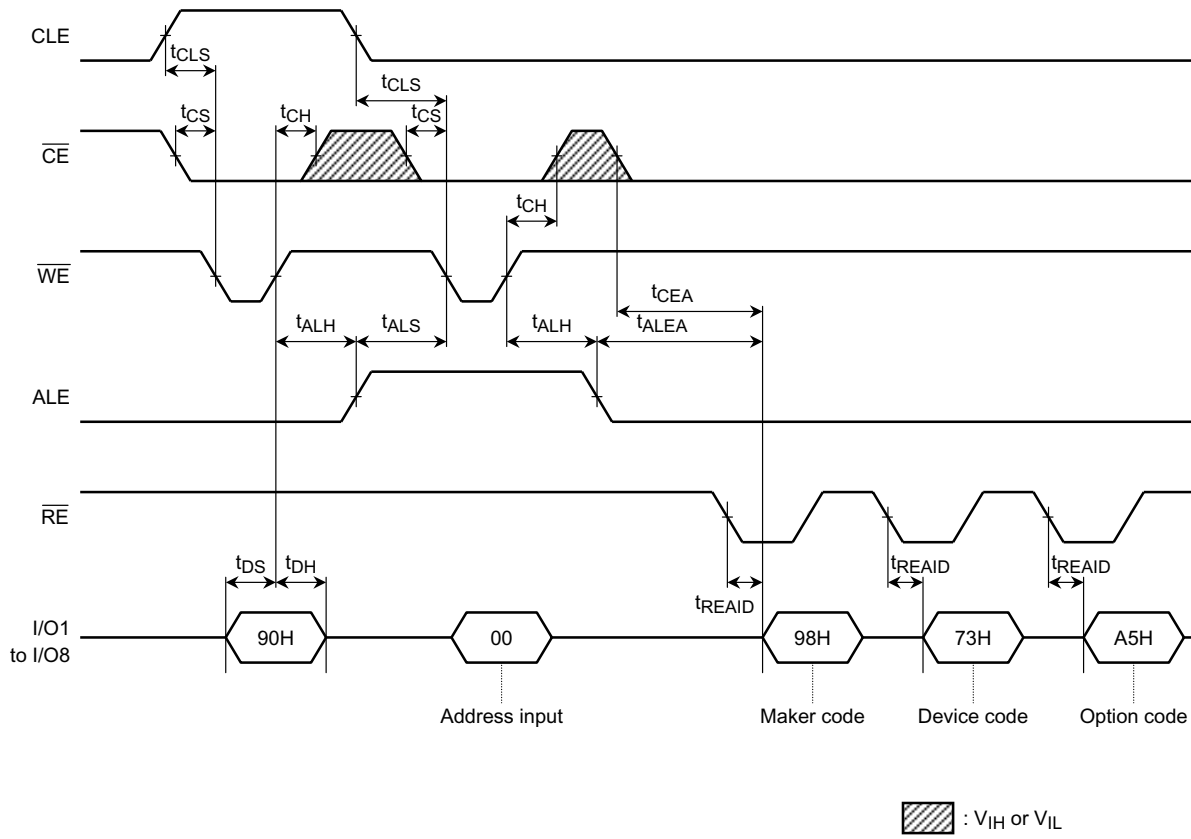 CLE
tCLS
tCLS
tCS
tCH
tCS
CE
tCH
WE
tCEA
tALH
tALS
tALH
tALEA
ALE
RE
tDS
tDH
tREAID
tREAID
tREAID
I/O1
to I/O8
90H
00
98H
73H
A5H
Address input
Maker code
Device code
Option code
: VIH or VIL